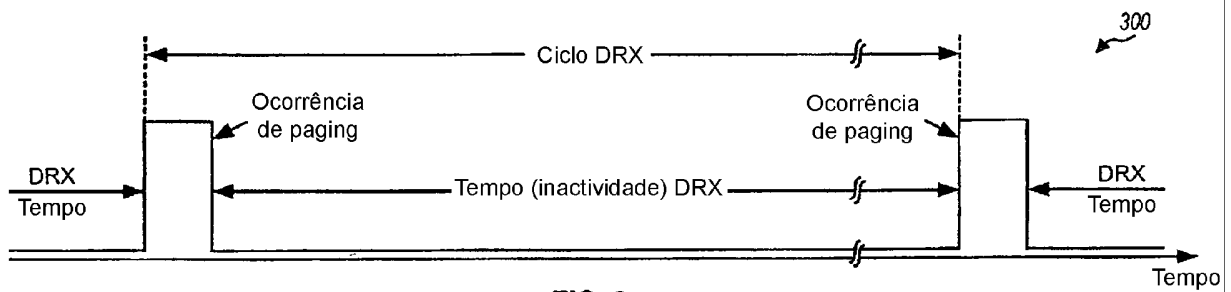 300
Ciclo DRX
Ocorrência
de paging
Ocorrência
de paging
DRX
Tempo
Tempo (inactividade) DRX
DRX
Tempo
Tempo